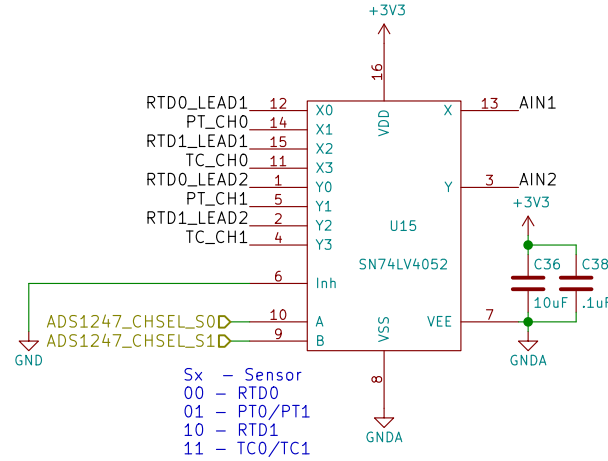 +3V3
16
VDD
RTD0_LEAD1 12 X0 X 13 AIN1
PT_CH0 14 X1
RTD1_LEAD1 15 X2
TC_CH0 11 X3
RTD0_LEAD2 1 Y0 Y 3 AIN2
PT_CH1 5 Y1
RTD1_LEAD2 2 Y2
TC_CH1 4 Y3
U15
SN74LV4052
+3V3
C36 C38
10uF .1uF
6 Inh
ADS1247_CHSEL_S0 10 A VEE 7
ADS1247_CHSEL_S1 9 B
VSS
8
GND
GNDA
GNDA
Sx – Sensor
00 – RTD0
01 – PT0/PT1
10 – RTD1
11 – TC0/TC1